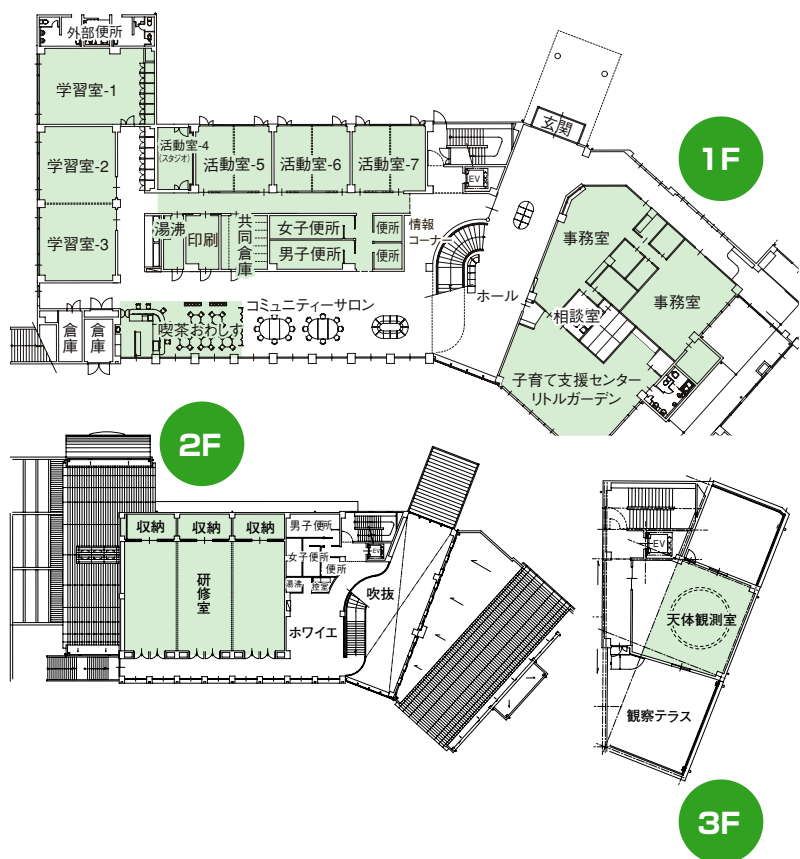 外部便所
学習室-1
学習室-2
学習室-3
活動室-4
(スタジオ)
活動室-5
活動室-6
活動室-7
玄関
EV
1F
湯沸
印刷
共同倉庫
女子便所
男子便所
便所
便所
情報
コーナー
ホール
事務室
事務室
相談室
子育て支援センター
リトルガーデン
倉庫
倉庫
喫茶おわしす
コミュニティーサロン
2F
収納
収納
収納
研修室
男子便所
女子便所
便所
湯沸
控室
EV
吹抜
ホワイエ
EV
天体観測室
観察テラス
3F